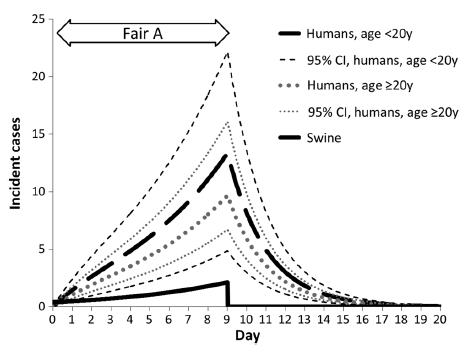 Fair A
Humans, age <20y
95% CI, humans, age <20y
Humans, age ≥20y
95% CI, humans, age ≥20y
Swine
Incident cases
25
20
15
10
5
0
0 1 2 3 4 5 6 7 8 9 10 11 12 13 14 15 16 17 18 19 20
Day